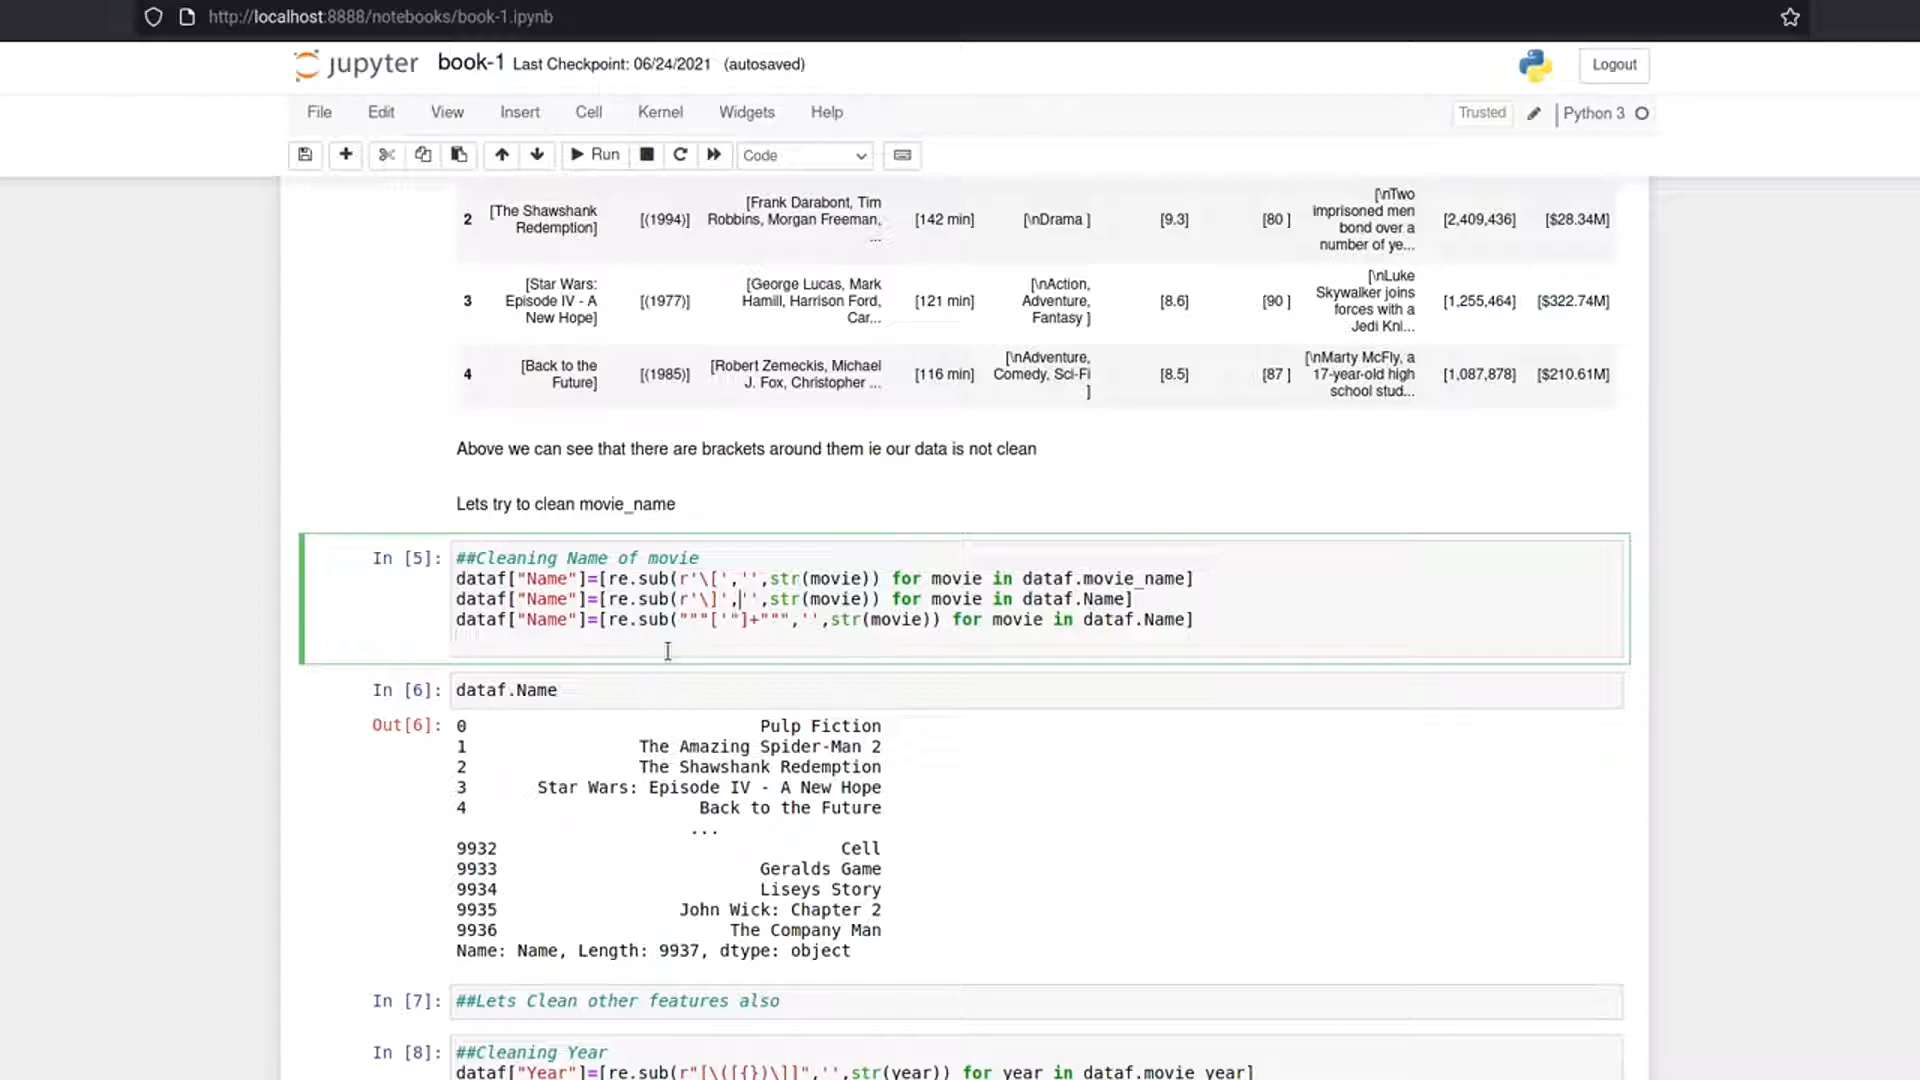 http://localhost:8888/notebooks/book-1.ipynb
jupyter book-1 Last Checkpoint: 06/24/2021 (autosaved) Logout
File Edit View Insert Cell Kernel Widgets Help Trusted Python 3
Run Code
2 [The Shawshank Redemption] [(1994)] [Frank Darabont, Tim Robbins, Morgan Freeman, ... [142 min] [\nDrama ] [9.3] [80 ] [\nTwo imprisoned men bond over a number of ye... [2,409,436] [$28.34M]
3 [Star Wars: Episode IV - A New Hope] [(1977)] [George Lucas, Mark Hamill, Harrison Ford, Car... [121 min] [\nAction, Adventure, Fantasy ] [8.6] [90 ] [\nLuke Skywalker joins forces with a Jedi Kni... [1,255,464] [$322.74M]
4 [Back to the Future] [(1985)] [Robert Zemeckis, Michael J. Fox, Christopher ... [116 min] [\nAdventure, Comedy, Sci-Fi ] [8.5] [87 ] [\nMarty McFly, a 17-year-old high school stud... [1,087,878] [$210.61M]
Above we can see that there are brackets around them ie our data is not clean
Lets try to clean movie_name
In [5]: ##Cleaning Name of movie
dataf["Name"]=[re.sub(r'\[','',str(movie)) for movie in dataf.movie_name]
dataf["Name"]=[re.sub(r'\]','',str(movie)) for movie in dataf.Name]
dataf["Name"]=[re.sub("""['"]+""",'',str(movie)) for movie in dataf.Name]
In [6]: dataf.Name
Out[6]: 0 Pulp Fiction
1 The Amazing Spider-Man 2
2 The Shawshank Redemption
3 Star Wars: Episode IV - A New Hope
4 Back to the Future
...
9932 Cell
9933 Geralds Game
9934 Liseys Story
9935 John Wick: Chapter 2
9936 The Company Man
Name: Name, Length: 9937, dtype: object
In [7]: ##Lets Clean other features also
In [8]: ##Cleaning Year
dataf["Year"]=[re.sub(r"[\([{})\]]",'',str(year)) for year in dataf.movie_year]